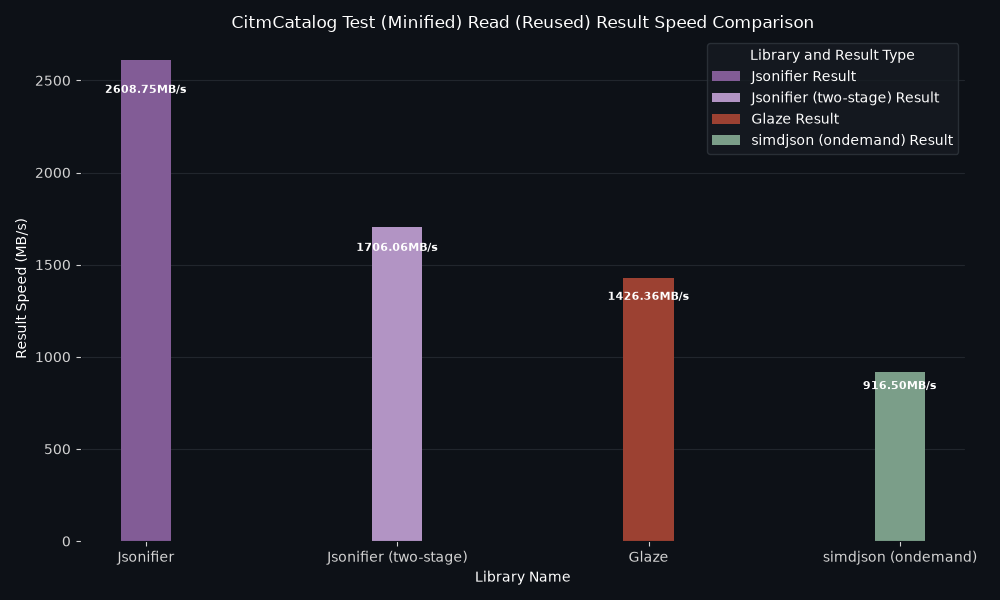 CitmCatalog Test (Minified) Read (Reused) Result Speed Comparison
Library and Result Type
Jsonifier Result
Jsonifier (two-stage) Result
Glaze Result
simdjson (ondemand) Result
Result Speed (MB/s)
2500
2000
1500
1000
500
0
2608.75MB/s
1706.06MB/s
1426.36MB/s
916.50MB/s
Jsonifier
Jsonifier (two-stage)
Glaze
simdjson (ondemand)
Library Name